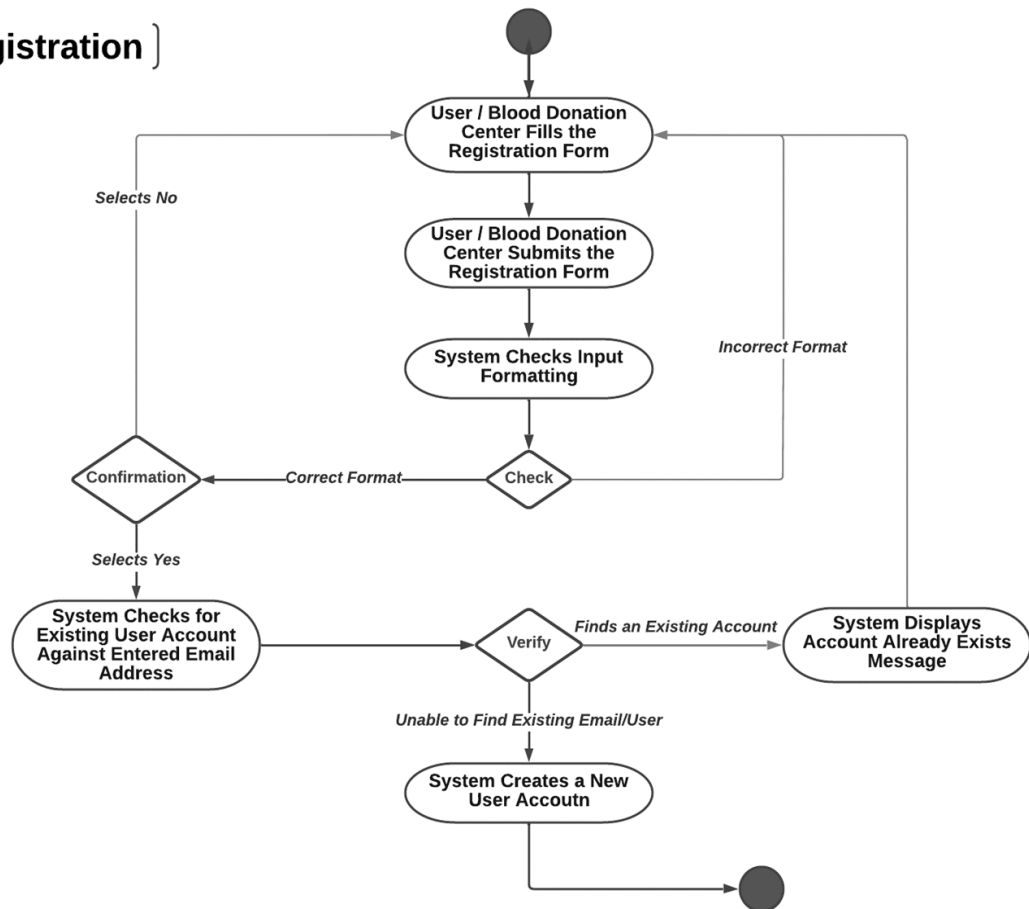 gistration
User / Blood Donation
Center Fills the
Registration Form
Selects No
User / Blood Donation
Center Submits the
Registration Form
Incorrect Format
System Checks Input
Formatting
Confirmation
Correct Format
Check
Selects Yes
System Checks for
Existing User Account
Against Entered Email
Address
Verify
Finds an Existing Account
System Displays
Account Already Exists
Message
Unable to Find Existing Email/User
System Creates a New
User Accoutn